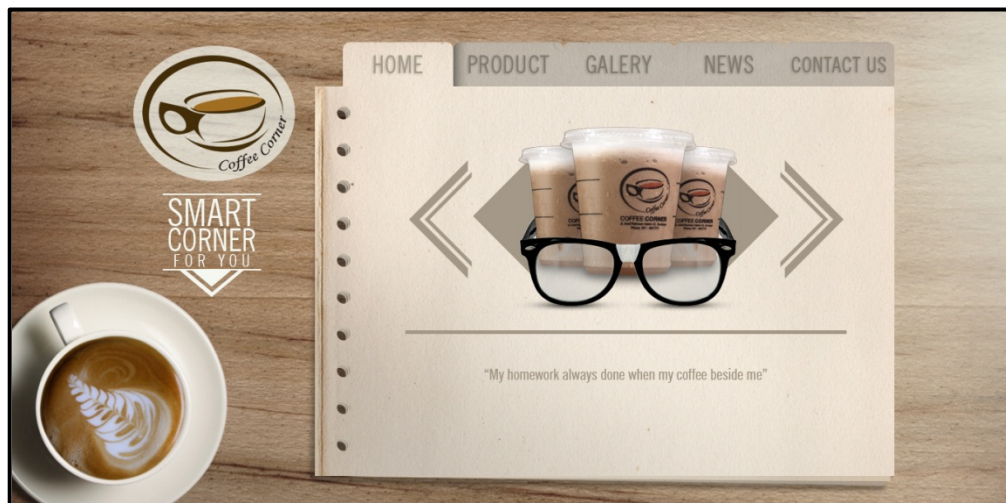 HOME PRODUCT GALERY NEWS CONTACT US
Coffee Corner
SMART
CORNER
FOR YOU
Coffee Corner
COFFEE CORNER
“My homework always done when my coffee beside me”